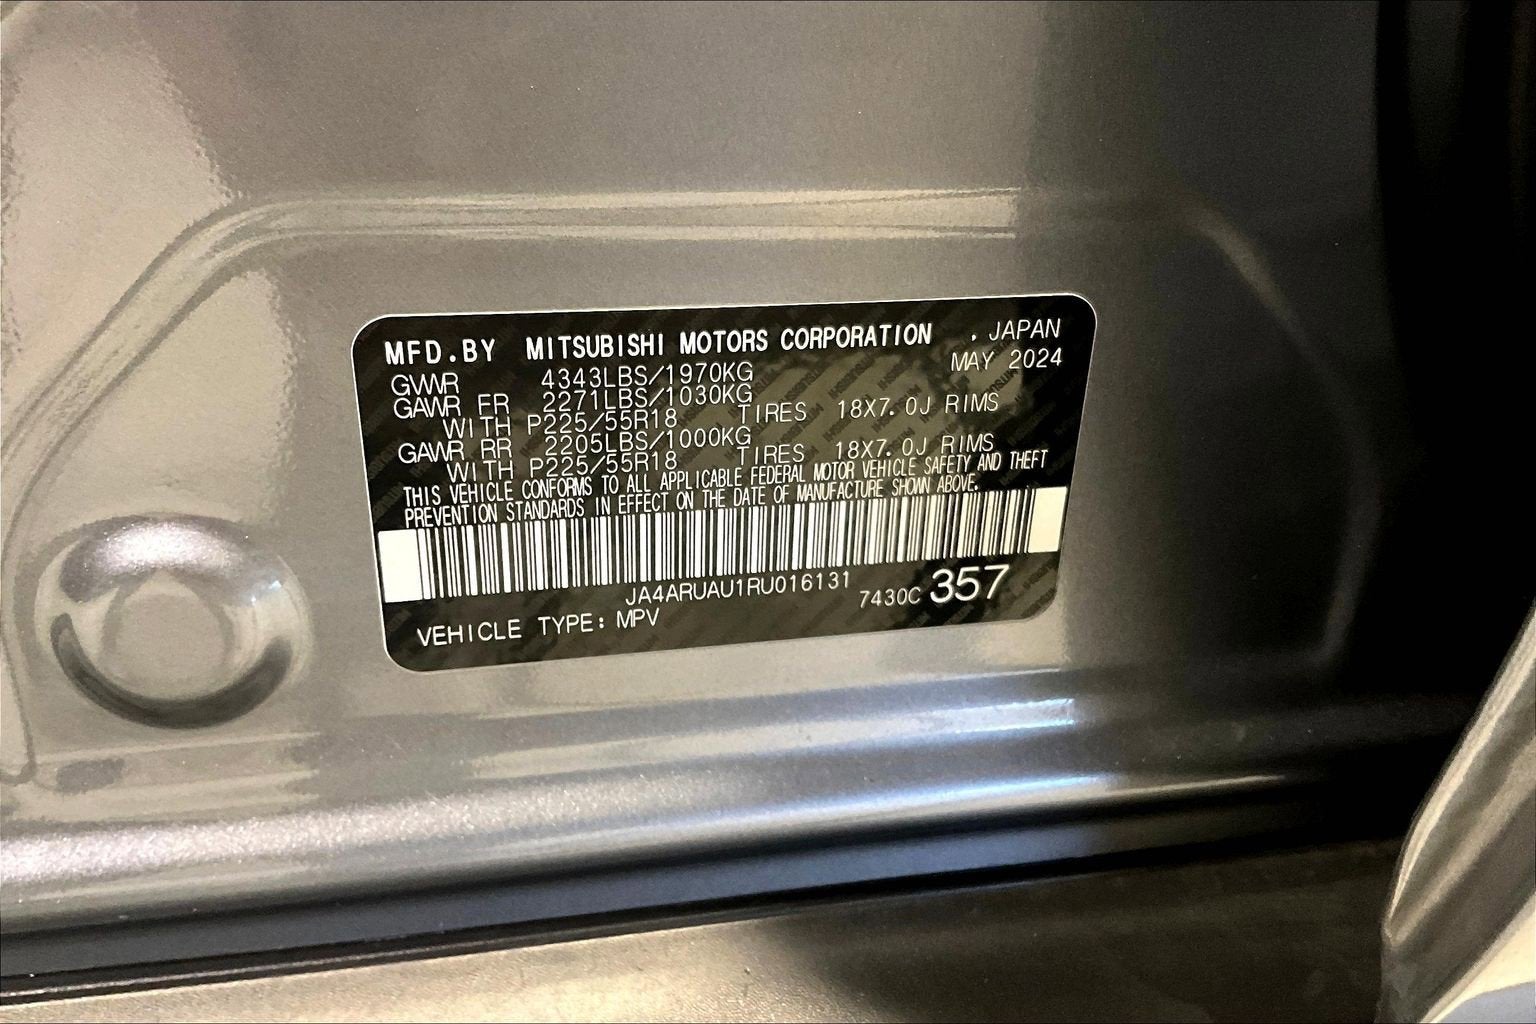 MFD.BY MITSUBISHI MOTORS CORPORATION . JAPAN
MAY 2024
GVWR 4343LBS/1970KG
GAWR FR 2271LBS/1030KG
WITH P225/55R18 TIRES 18X7.0J RIMS
GAWR RR 2205LBS/1000KG
WITH P225/55R18 TIRES 18X7.0J RIMS
THIS VEHICLE CONFORMS TO ALL APPLICABLE FEDERAL MOTOR VEHICLE SAFETY AND THEFT
PREVENTION STANDARDS IN EFFECT ON THE DATE OF MANUFACTURE SHOWN ABOVE.
JA4ARUAU1RU016131
7430C 357
VEHICLE TYPE: MPV